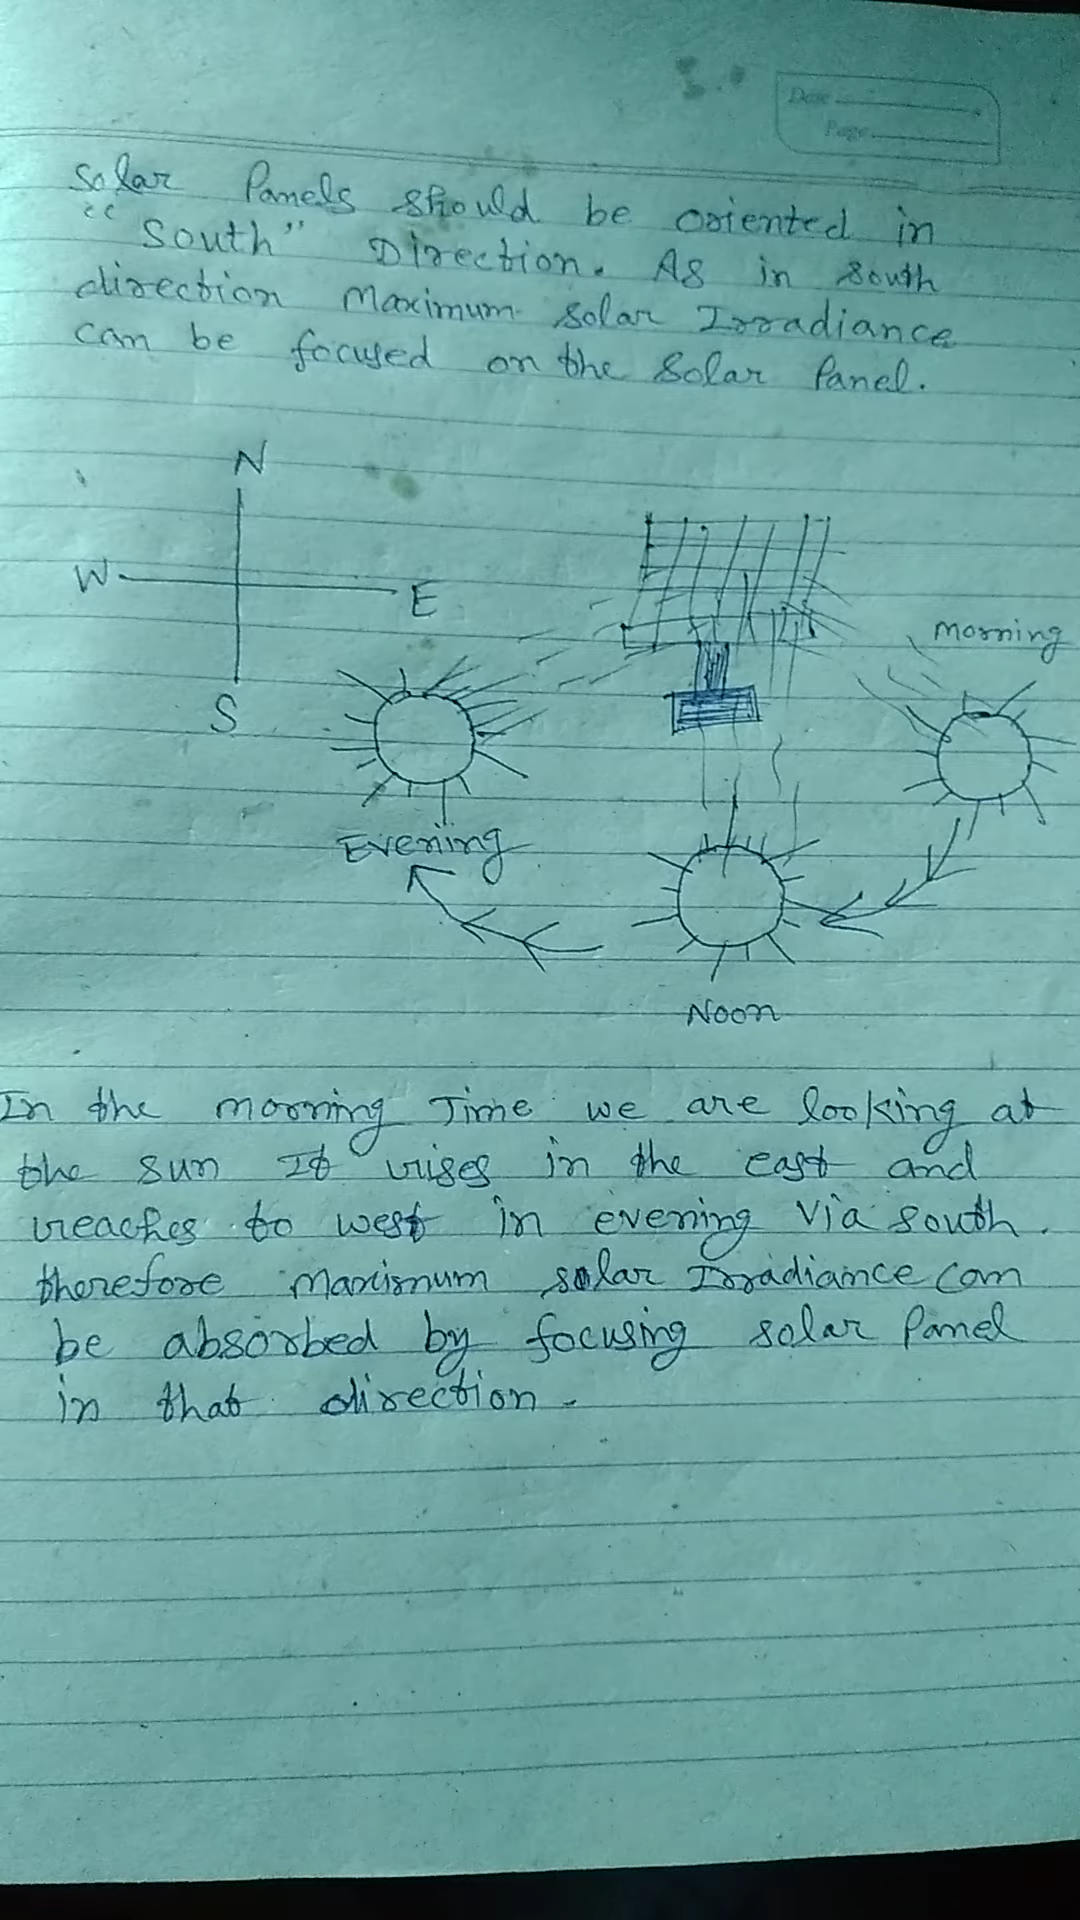 Date
Page
Solar Panels should be oriented in
"South" Direction. As in south
direction Maximum Solar Irradiance
can be focused on the Solar Panel.
N
W
E
S
Morning
Evening
Noon
In the morning Time we are looking at
the sun It rises in the east and
reaches to west in evening Via south.
therefore maximum solar Irradiance can
be absorbed by focusing solar Panel
in that direction.